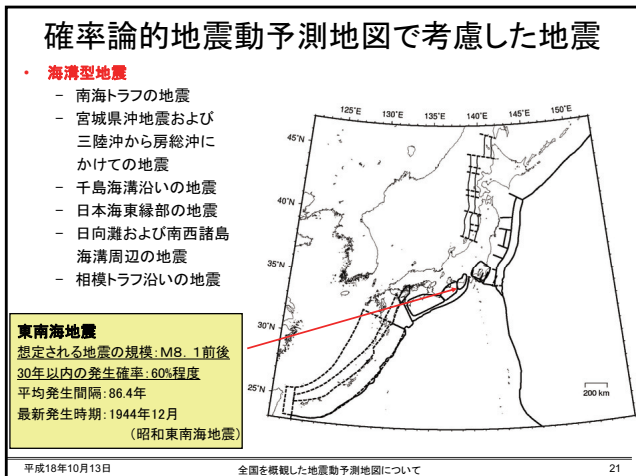 確率論的地震動予測地図で考慮した地震
• 海溝型地震
– 南海トラフの地震
– 宮城県沖地震および
三陸沖から房総沖に
かけての地震
– 千島海溝沿いの地震
– 日本海東縁部の地震
– 日向灘および南西諸島
海溝周辺の地震
– 相模トラフ沿いの地震
125˚E 130˚E 135˚E 140˚E 145˚E 150˚E
45˚N
40˚N
35˚N
30˚N
25˚N
200 km
東南海地震
想定される地震の規模:M8.1前後
30年以内の発生確率:60%程度
平均発生間隔:86.4年
最新発生時期:1944年12月
(昭和東南海地震)
平成18年10月13日 全国を概観した地震動予測地図について 21